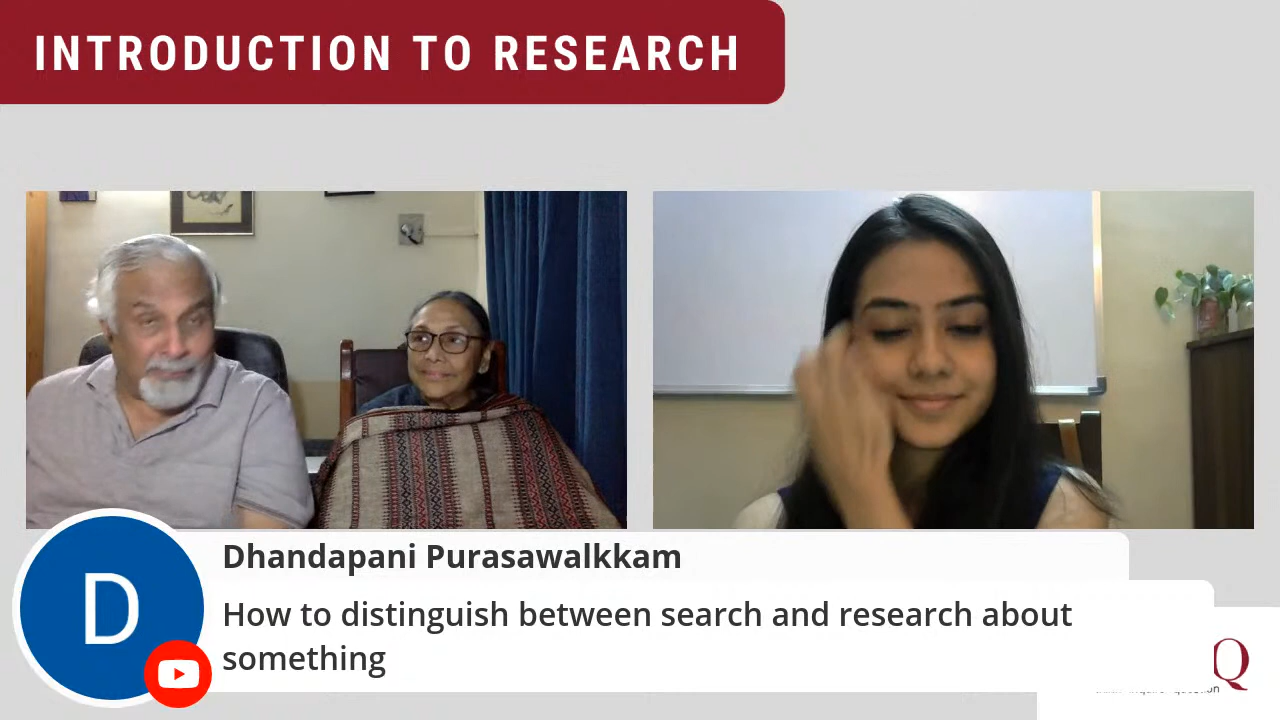 INTRODUCTION TO RESEARCH
Dhandapani Purasawalkkam
D
How to distinguish between search and research about
something
Q